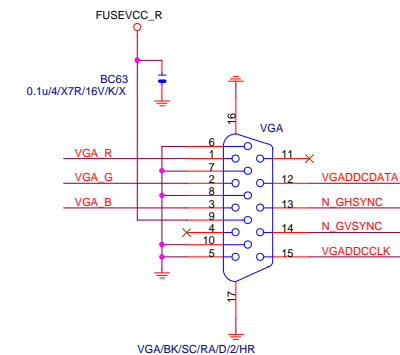 FUSEVCC_R
BC63
0.1u/4/X7R/16V/K/X
16
VGA
6
VGA_R 1 11
7
VGA_G 2 12 VGADDCDATA
8
VGA_B 3 13 N_GHSYNC
9
4 14 N_GVSYNC
10
5 15 VGADDCCLK
17
VGA/BK/SC/RA/D/2/HR